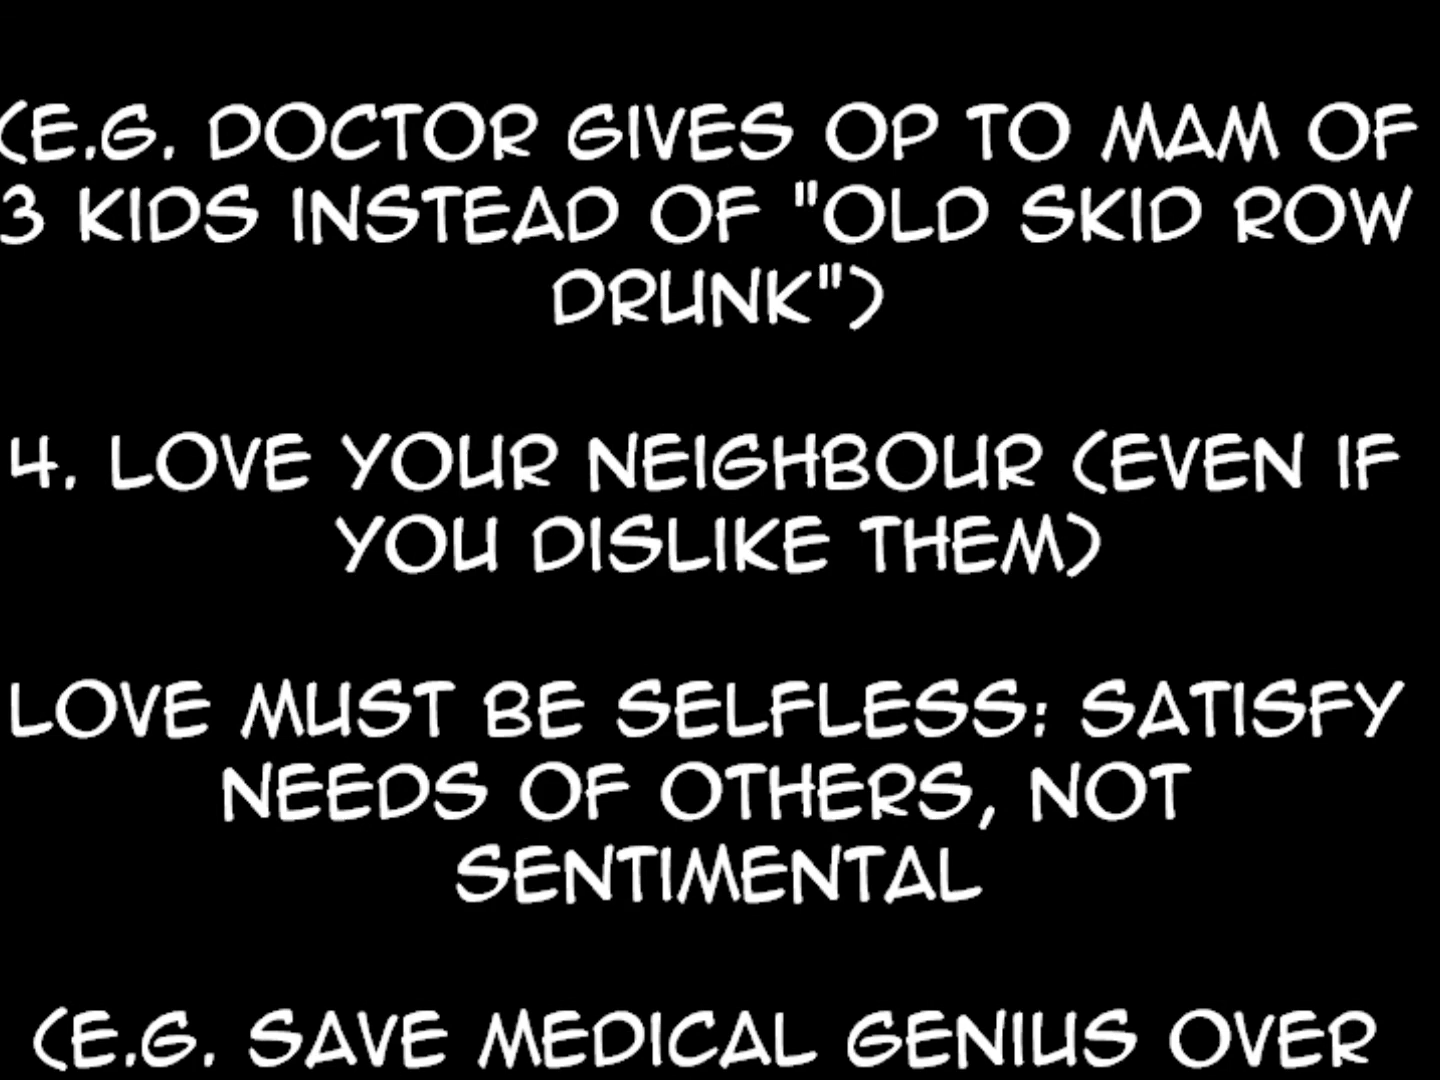 (E.G. DOCTOR GIVES OP TO MAM OF
3 KIDS INSTEAD OF "OLD SKID ROW
DRUNK")
4. LOVE YOUR NEIGHBOUR (EVEN IF
YOU DISLIKE THEM)
LOVE MUST BE SELFLESS: SATISFY
NEEDS OF OTHERS, NOT
SENTIMENTAL
(E.G. SAVE MEDICAL GENIUS OVER